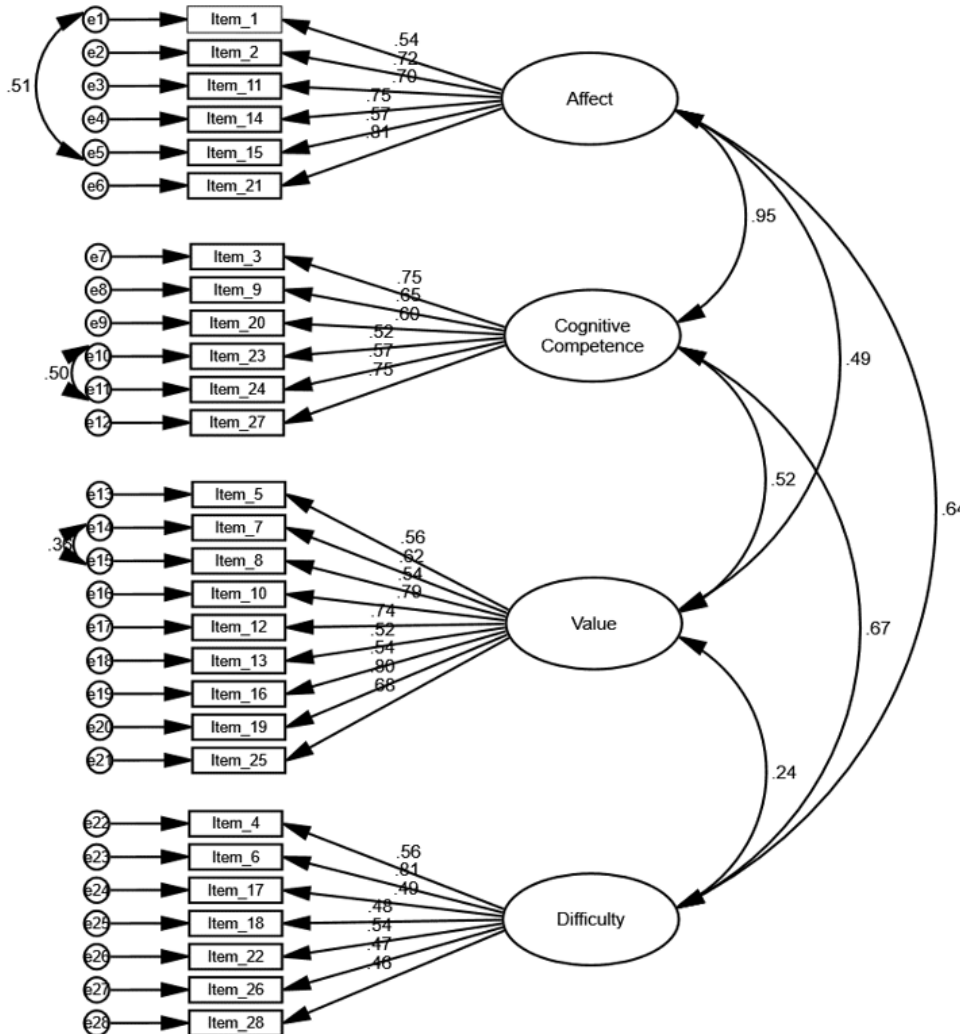 e1 Item_1
e2 Item_2
e3 Item_11
e4 Item_14
e5 Item_15
e6 Item_21
.51
.54
.72
.70
.75
.57
.81
Affect
e7 Item_3
e8 Item_9
e9 Item_20
e10 Item_23
e11 Item_24
e12 Item_27
.50
.75
.65
.60
.52
.57
.75
Cognitive
Competence
e13 Item_5
e14 Item_7
e15 Item_8
e16 Item_10
e17 Item_12
e18 Item_13
e19 Item_16
e20 Item_19
e21 Item_25
.56
.62
.54
.79
.74
.52
.54
.80
.68
Value
e22 Item_4
e23 Item_6
e24 Item_17
e25 Item_18
e26 Item_22
e27 Item_26
e28 Item_28
.56
.81
.49
.48
.54
.47
.46
Difficulty
.95
.49
.52
.64
.67
.24